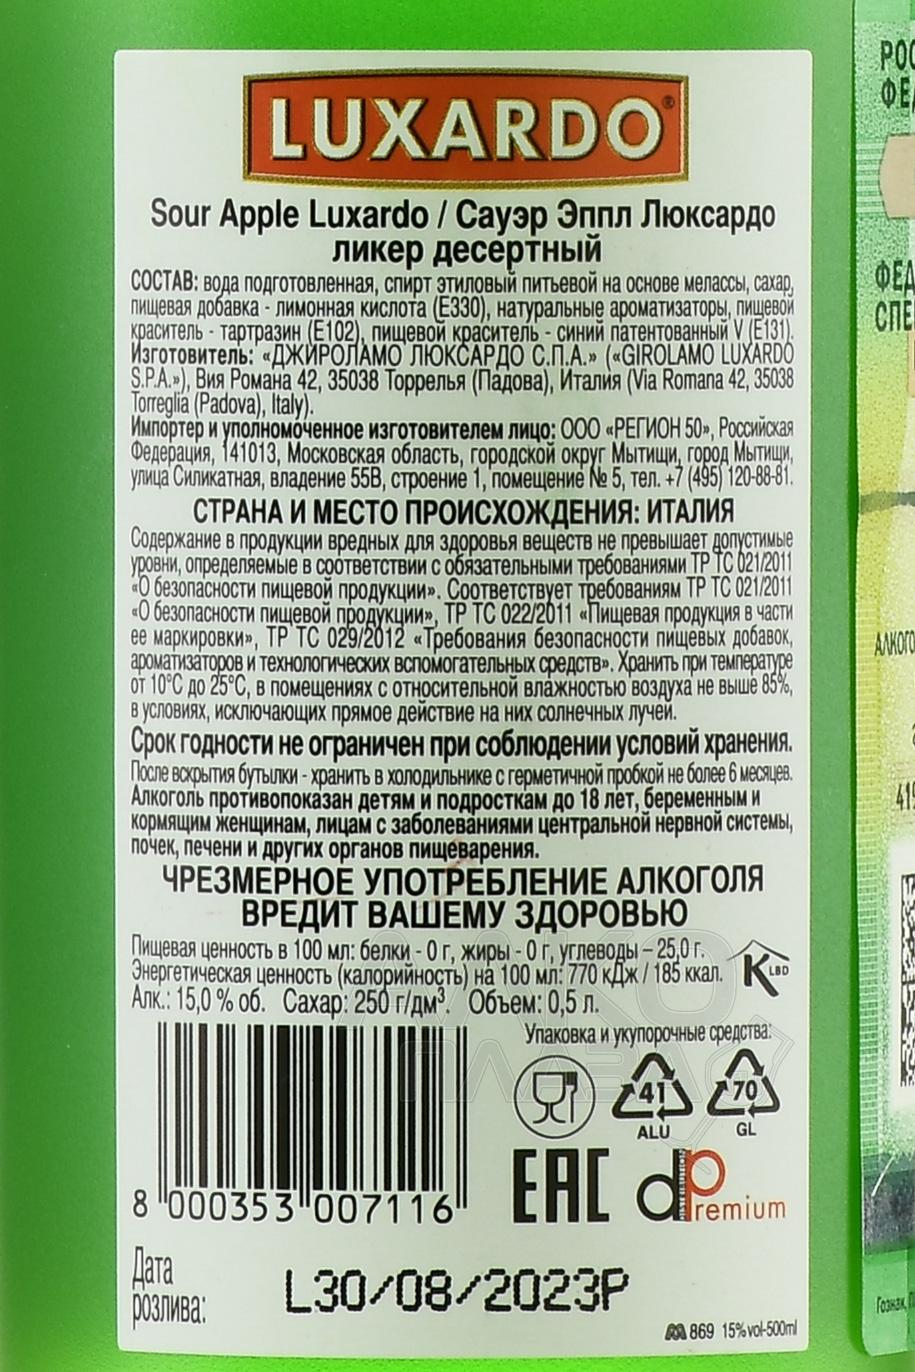 LUXARDO®
Sour Apple Luxardo / Сауэр Эппл Люксардо
ликер десертный
СОСТАВ: вода подготовленная, спирт этиловый питьевой на основе мелассы, сахар,
пищевая добавка - лимонная кислота (Е330), натуральные ароматизаторы, пищевой
краситель - тартразин (Е102), пищевой краситель - синий патентованный V (Е131).
Изготовитель: «ДЖИРОЛАМО ЛЮКСАРДО С.П.А.» («GIROLAMO LUXARDO
S.P.A.»), Вия Романа 42, 35038 Торрелья (Падова), Италия (Via Romana 42, 35038
Torreglia (Padova), Italy).
Импортер и уполномоченное изготовителем лицо: ООО «РЕГИОН 50», Российская
Федерация, 141013, Московская область, городской округ Мытищи, город Мытищи,
улица Силикатная, владение 55В, строение 1, помещение № 5, тел. +7 (495) 120-88-81.
СТРАНА И МЕСТО ПРОИСХОЖДЕНИЯ: ИТАЛИЯ
Содержание в продукции вредных для здоровья веществ не превышает допустимые
уровни, определяемые в соответствии с обязательными требованиями ТР ТС 021/2011
«О безопасности пищевой продукции». Соответствует требованиям ТР ТС 021/2011
«О безопасности пищевой продукции», ТР ТС 022/2011 «Пищевая продукция в части
ее маркировки», ТР ТС 029/2012 «Требования безопасности пищевых добавок,
ароматизаторов и технологических вспомогательных средств». Хранить при температуре
от 10°С до 25°С, в помещениях с относительной влажностью воздуха не выше 85%,
в условиях, исключающих прямое действие на них солнечных лучей.
Срок годности не ограничен при соблюдении условий хранения.
После вскрытия бутылки - хранить в холодильнике с герметичной пробкой не более 6 месяцев.
Алкоголь противопоказан детям и подросткам до 18 лет, беременным и
кормящим женщинам, лицам с заболеваниями центральной нервной системы,
почек, печени и других органов пищеварения.
ЧРЕЗМЕРНОЕ УПОТРЕБЛЕНИЕ АЛКОГОЛЯ
ВРЕДИТ ВАШЕМУ ЗДОРОВЬЮ
Пищевая ценность в 100 мл: белки - 0 г, жиры - 0 г, углеводы – 25,0 г.
Энергетическая ценность (калорийность) на 100 мл: 770 кДж / 185 ккал.
K LBD
Алк.: 15,0 % об. Сахар: 250 г/дм³. Объем: 0,5 л.
Упаковка и укупорочные средства:
41 70
ALU GL
EAC dp remium
8 000353 007116
Дата
розлива:
L30/08/2023P
869 15%vol-500ml
РОС
ФЕД
ФЕД
СПЕ
АЛКОГО
419
Гознак,